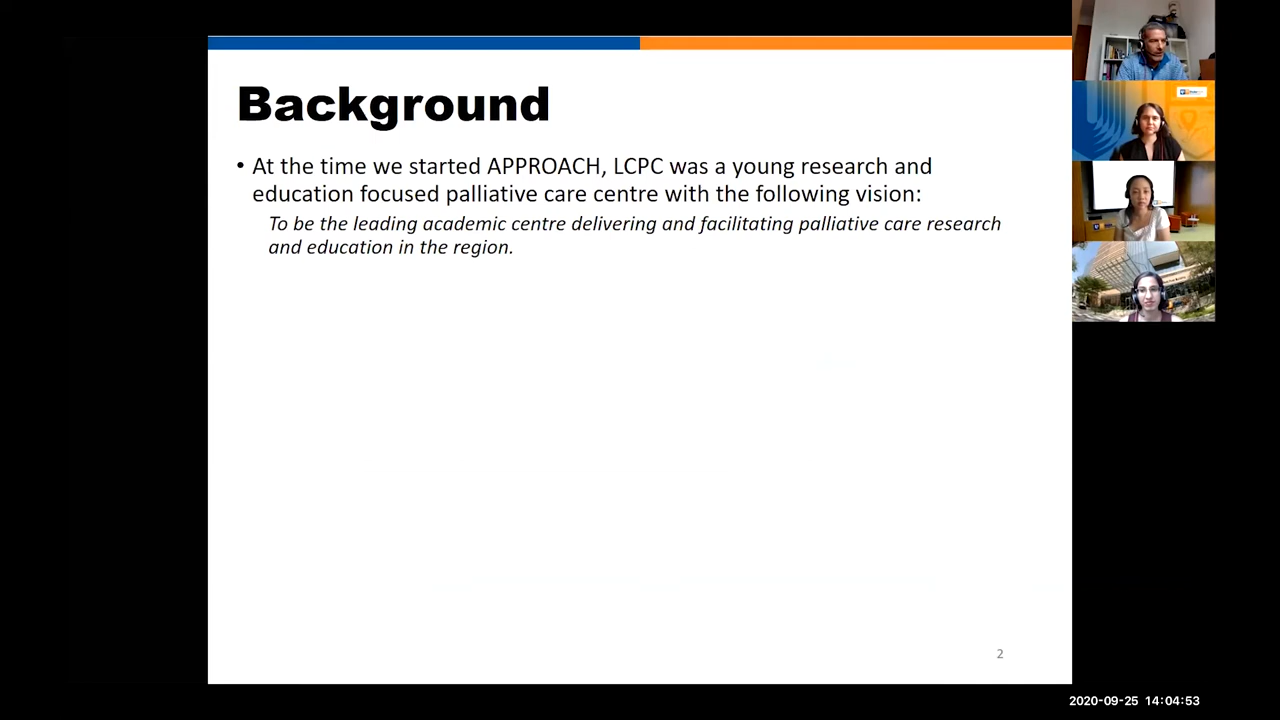 Background
• At the time we started APPROACH, LCPC was a young research and
education focused palliative care centre with the following vision:
To be the leading academic centre delivering and facilitating palliative care research
and education in the region.
2
2020-09-25 14:04:53